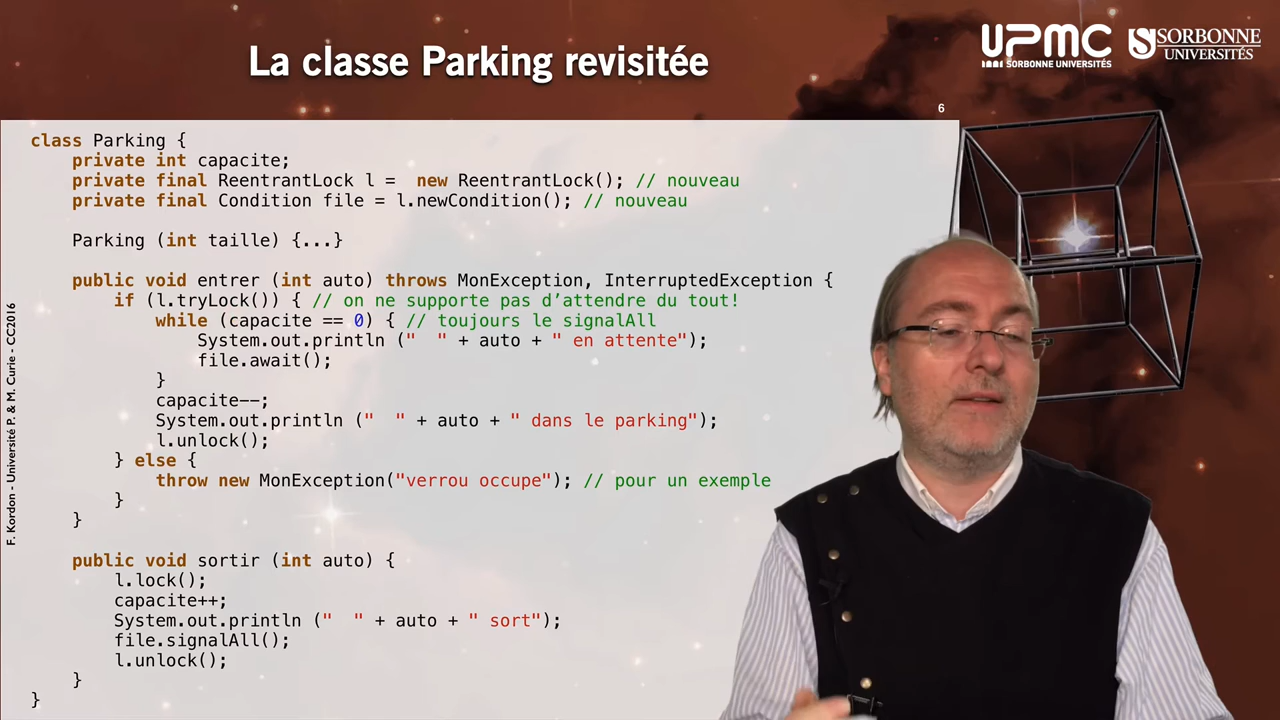 La classe Parking revisitée
UPMC
SORBONNE UNIVERSITÉS
SORBONNE
UNIVERSITÉS
6
class Parking {
    private int capacite;
    private final ReentrantLock l =  new ReentrantLock(); // nouveau
    private final Condition file = l.newCondition(); // nouveau
    Parking (int taille) {...}
    public void entrer (int auto) throws MonException, InterruptedException {
        if (l.tryLock()) { // on ne supporte pas d’attendre du tout!
            while (capacite == 0) { // toujours le signalAll
                System.out.println ("  " + auto + " en attente");
                file.await();
            }
            capacite--;
            System.out.println ("  " + auto + " dans le parking");
            l.unlock();
        } else {
            throw new MonException("verrou occupe"); // pour un exemple
        }
    }
    public void sortir (int auto) {
        l.lock();
        capacite++;
        System.out.println ("  " + auto + " sort");
        file.signalAll();
        l.unlock();
    }
}
F. Kordon - Université P. & M. Curie - CC2016